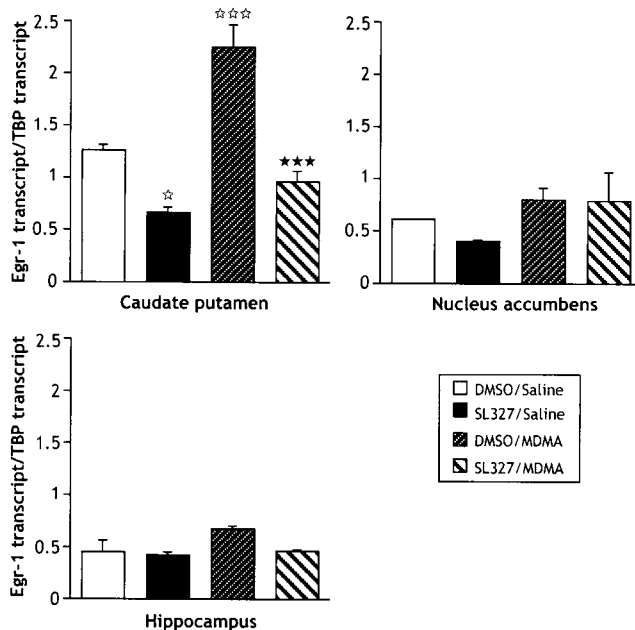 Egr-1 transcript/TBP transcript
2.5
2
1.5
1
0.5
0
☆
☆☆☆
★★★
Caudate putamen
2.5
2
1.5
1
0.5
0
Nucleus accumbens
Egr-1 transcript/TBP transcript
2.5
2
1.5
1
0.5
0
Hippocampus
DMSO/Saline
SL327/Saline
DMSO/MDMA
SL327/MDMA